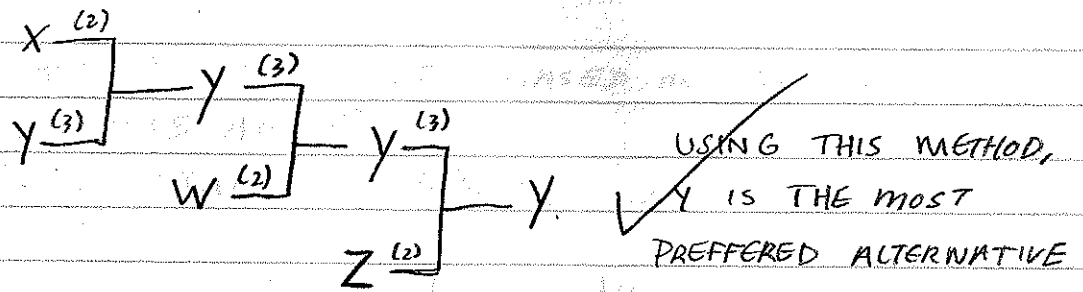 X (2)
Y (3)
Y (3)
W (2)
Y (3)
Z (2)
Y.
USING THIS METHOD,
Y IS THE MOST
PREFFERED ALTERNATIVE